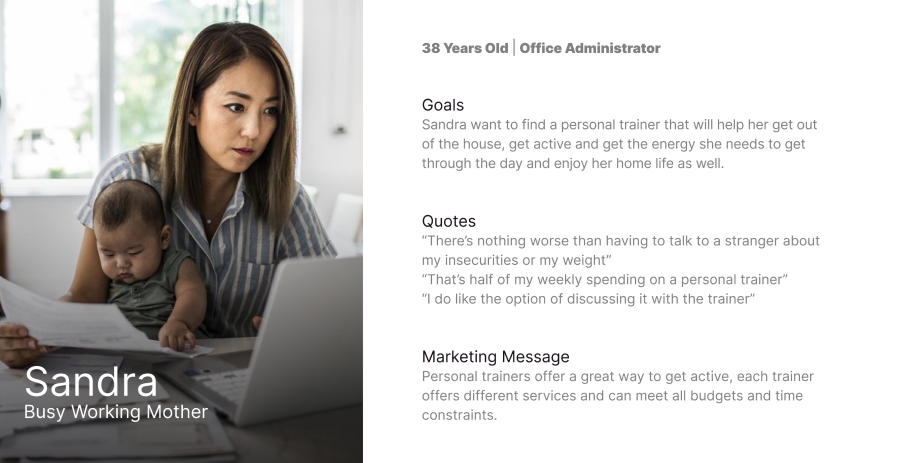 38 Years Old | Office Administrator
Goals
Sandra want to find a personal trainer that will help her get out
of the house, get active and get the energy she needs to get
through the day and enjoy her home life as well.
Quotes
“There’s nothing worse than having to talk to a stranger about
my insecurities or my weight”
“That’s half of my weekly spending on a personal trainer”
“I do like the option of discussing it with the trainer”
Marketing Message
Personal trainers offer a great way to get active, each trainer
offers different services and can meet all budgets and time
constraints.
Sandra
Busy Working Mother